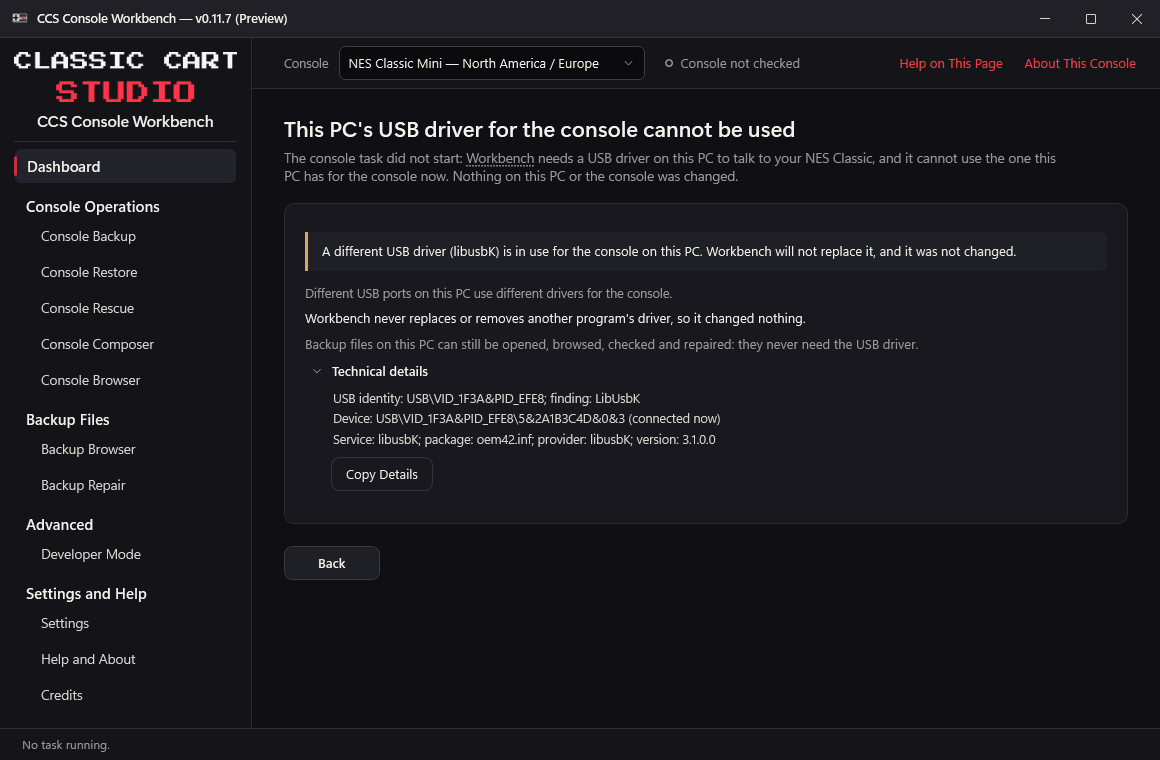 CCS Console Workbench — v0.11.7 (Preview)
CLASSIC CART
STUDIO
CCS Console Workbench
Dashboard
Console Operations
Console Backup
Console Restore
Console Rescue
Console Composer
Console Browser
Backup Files
Backup Browser
Backup Repair
Advanced
Developer Mode
Settings and Help
Settings
Help and About
Credits
Console
NES Classic Mini — North America / Europe
Console not checked
Help on This Page
About This Console
This PC's USB driver for the console cannot be used
The console task did not start: Workbench needs a USB driver on this PC to talk to your NES Classic, and it cannot use the one this
PC has for the console now. Nothing on this PC or the console was changed.
A different USB driver (libusbK) is in use for the console on this PC. Workbench will not replace it, and it was not changed.
Different USB ports on this PC use different drivers for the console.
Workbench never replaces or removes another program's driver, so it changed nothing.
Backup files on this PC can still be opened, browsed, checked and repaired: they never need the USB driver.
Technical details
USB identity: USB\VID_1F3A&PID_EFE8; finding: LibUsbK
Device: USB\VID_1F3A&PID_EFE8\5&2A1B3C4D&0&3 (connected now)
Service: libusbK; package: oem42.inf; provider: libusbK; version: 3.1.0.0
Copy Details
Back
No task running.